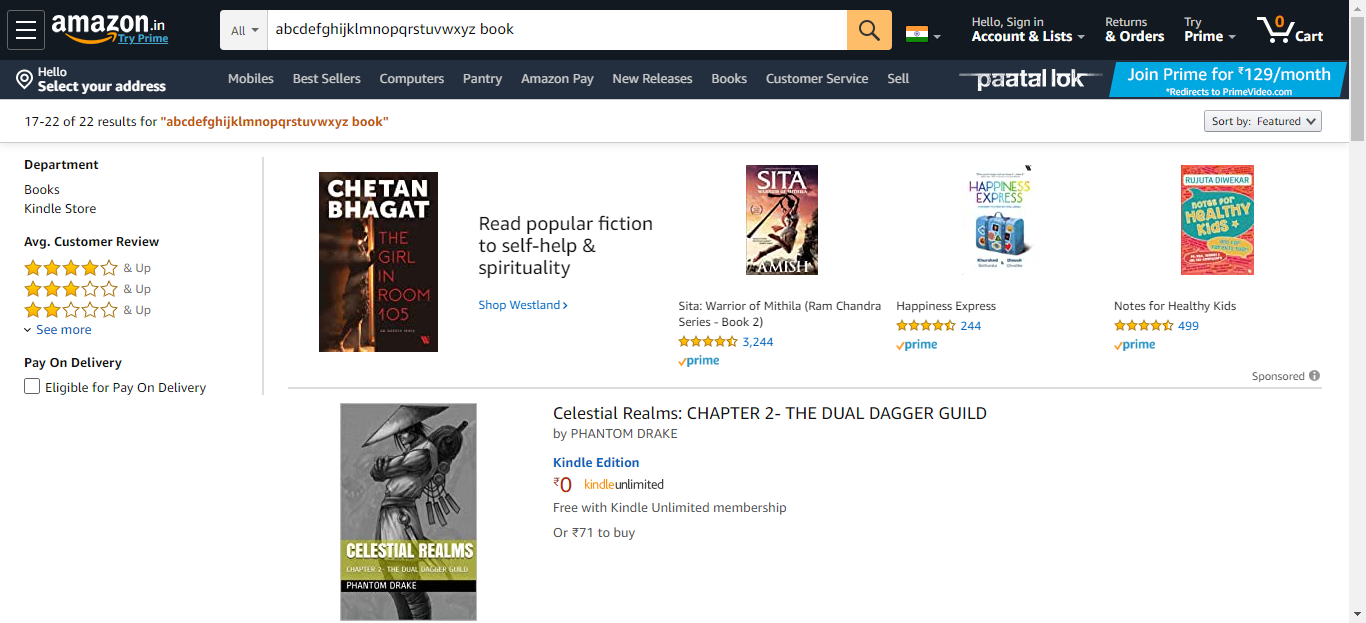 amazon.in
Try Prime
All
abcdefghijklmnopqrstuvwxyz book
Hello, Sign in
Account & Lists
Returns
& Orders
Try
Prime
0
Cart
Hello
Select your address
Mobiles
Best Sellers
Computers
Pantry
Amazon Pay
New Releases
Books
Customer Service
Sell
paatal lok
Join Prime for ₹129/month
*Redirects to PrimeVideo.com
17-22 of 22 results for "abcdefghijklmnopqrstuvwxyz book"
Sort by: Featured
Department
Books
Kindle Store
Avg. Customer Review
& Up
& Up
& Up
See more
Pay On Delivery
Eligible for Pay On Delivery
CHETAN
BHAGAT
THE
GIRL
IN
ROOM
105
Read popular fiction
to self-help &
spirituality
Shop Westland
SITA
WARRIOR OF MITHILA
AMISH
Sita: Warrior of Mithila (Ram Chandra
Series - Book 2)
3,244
prime
HAPPINESS
EXPRESS
Happiness Express
244
prime
RUJUTA DIWEKAR
NOTES FOR
HEALTHY
KIDS
Notes for Healthy Kids
499
prime
Sponsored
CELESTIAL REALMS
CHAPTER 2- THE DUAL DAGGER GUILD
PHANTOM DRAKE
Celestial Realms: CHAPTER 2- THE DUAL DAGGER GUILD
by PHANTOM DRAKE
Kindle Edition
₹0 kindleunlimited
Free with Kindle Unlimited membership
Or ₹71 to buy